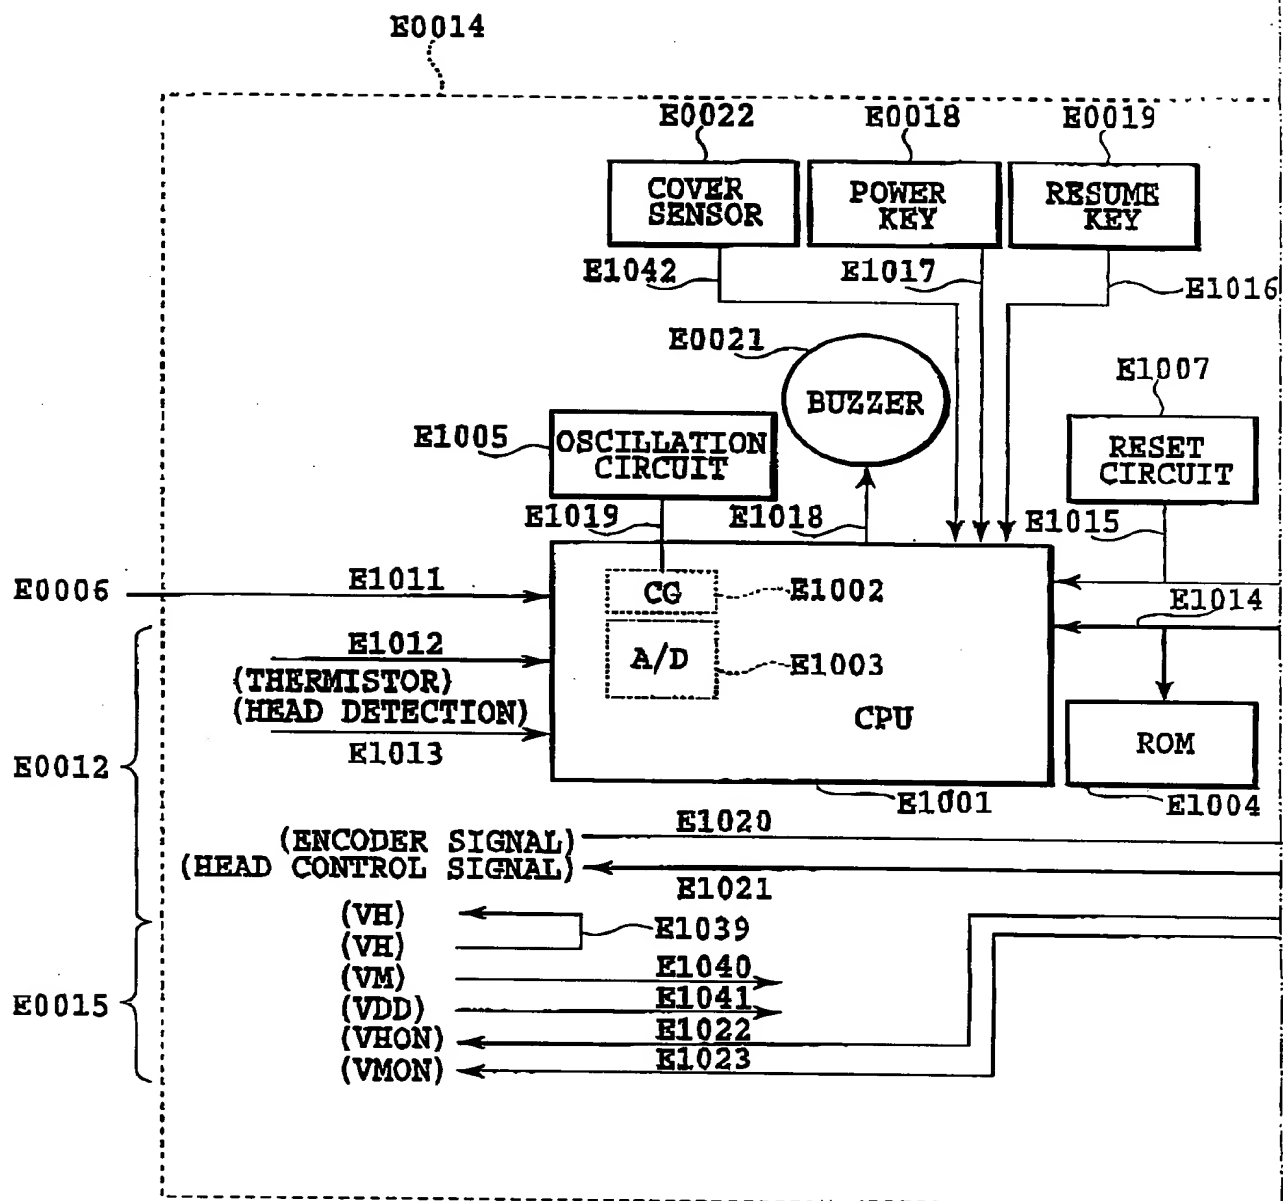 E0014
E0022
E0018
E0019
COVER
SENSOR
POWER
KEY
RESUME
KEY
E1042
E1017
E1016
E0021
BUZZER
E1007
E1005
OSCILLATION
CIRCUIT
RESET
CIRCUIT
E1019
E1018
E1015
E0006
E1011
CG
E1002
E1014
E1012
(THERMISTOR)
(HEAD DETECTION)
E1013
A/D
E1003
CPU
ROM
E0012
E1001
E1004
(ENCODER SIGNAL)
E1020
(HEAD CONTROL SIGNAL)
E1021
(VH)
(VH)
E1039
(VM)
E1040
E0015
(VDD)
E1041
(VHON)
E1022
(VMON)
E1023